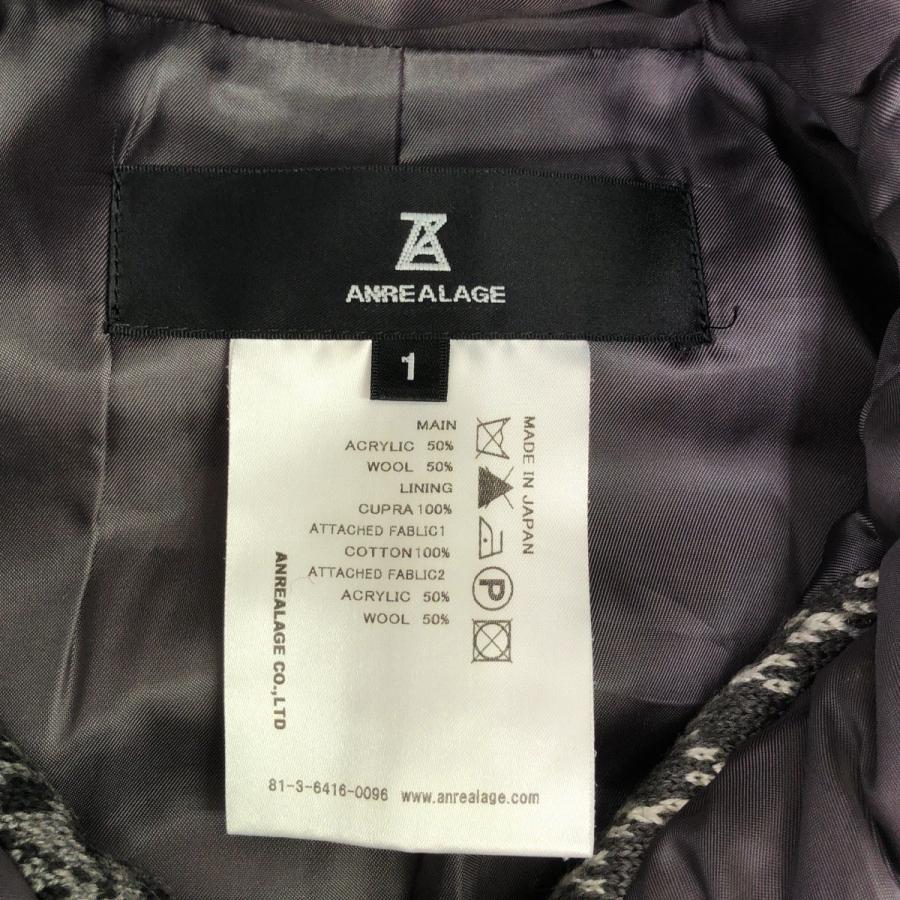 ANREALAGE
1
MAIN
ACRYLIC 50%
WOOL 50%
LINING
CUPRA 100%
ATTACHED FABLIC1
COTTON 100%
ATTACHED FABLIC2
ACRYLIC 50%
WOOL 50%
P
MADE IN JAPAN
ANREALAGE CO.,LTD
81-3-6416-0096 www.anrealage.com